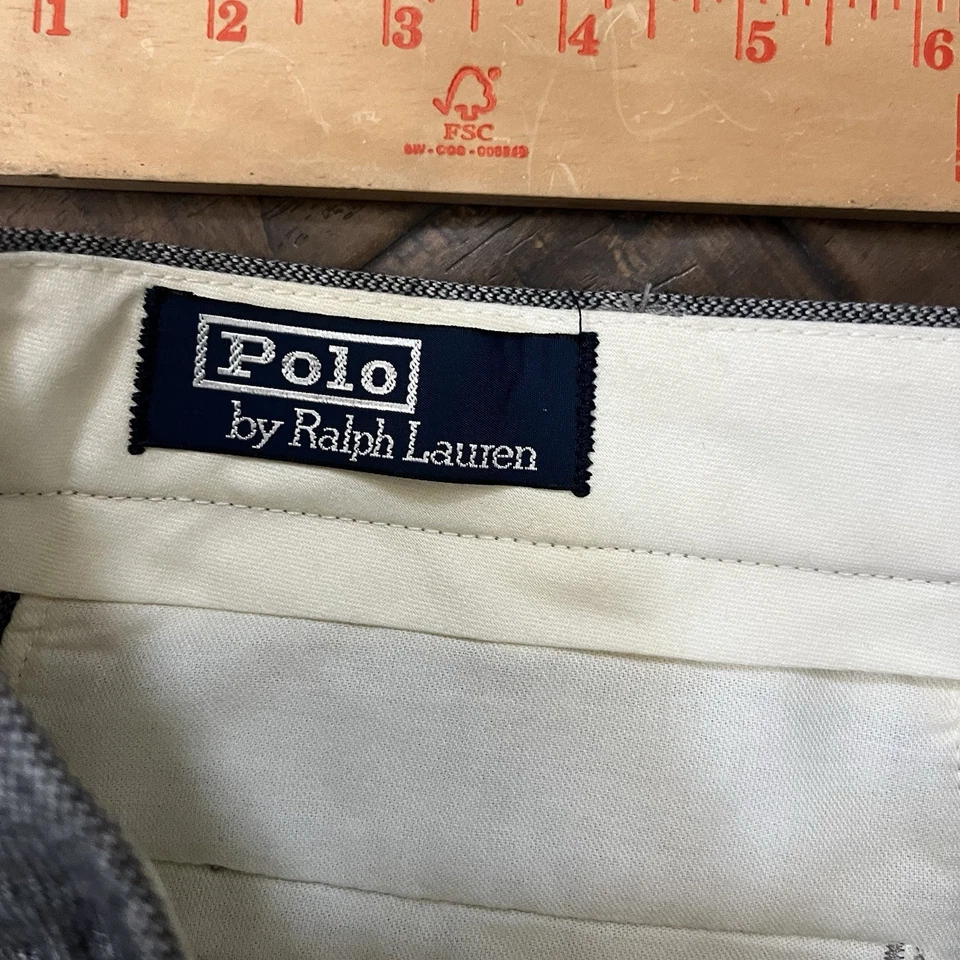 1 2 3 4 5 6
FSC
Polo
by Ralph Lauren